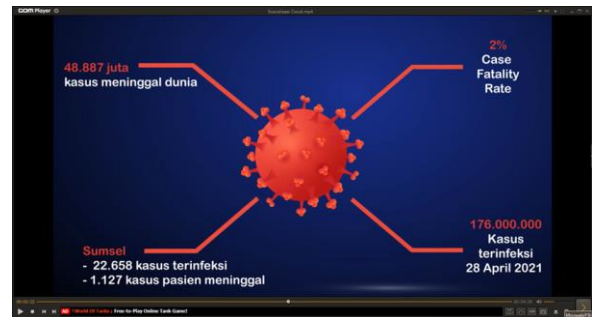 GOM Player
48.887 juta
kasus meninggal dunia
2%
Case
Fatality
Rate
Sumsel
- 22.658 kasus terinfeksi
- 1.127 kasus pasien meninggal
176.000.000
Kasus
terinfeksi
28 April 2021
AD "World Of Tanks: Free-to-Play Online Tank Game!